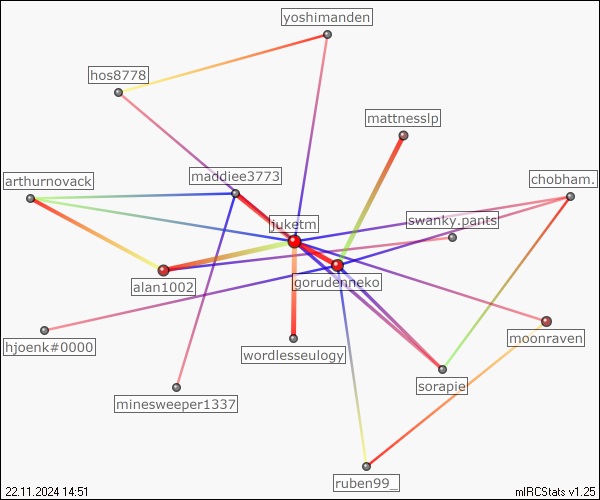 yoshimanden
hos8778
mattnesslp
arthurnovack
maddiee3773
chobham.
juketm
swanky.pants
alan1002
gorudenneko
hjoenk#0000
wordlesseulogy
moonraven
minesweeper1337
sorapie
ruben99_
22.11.2024 14:51
mIRCStats v1.25